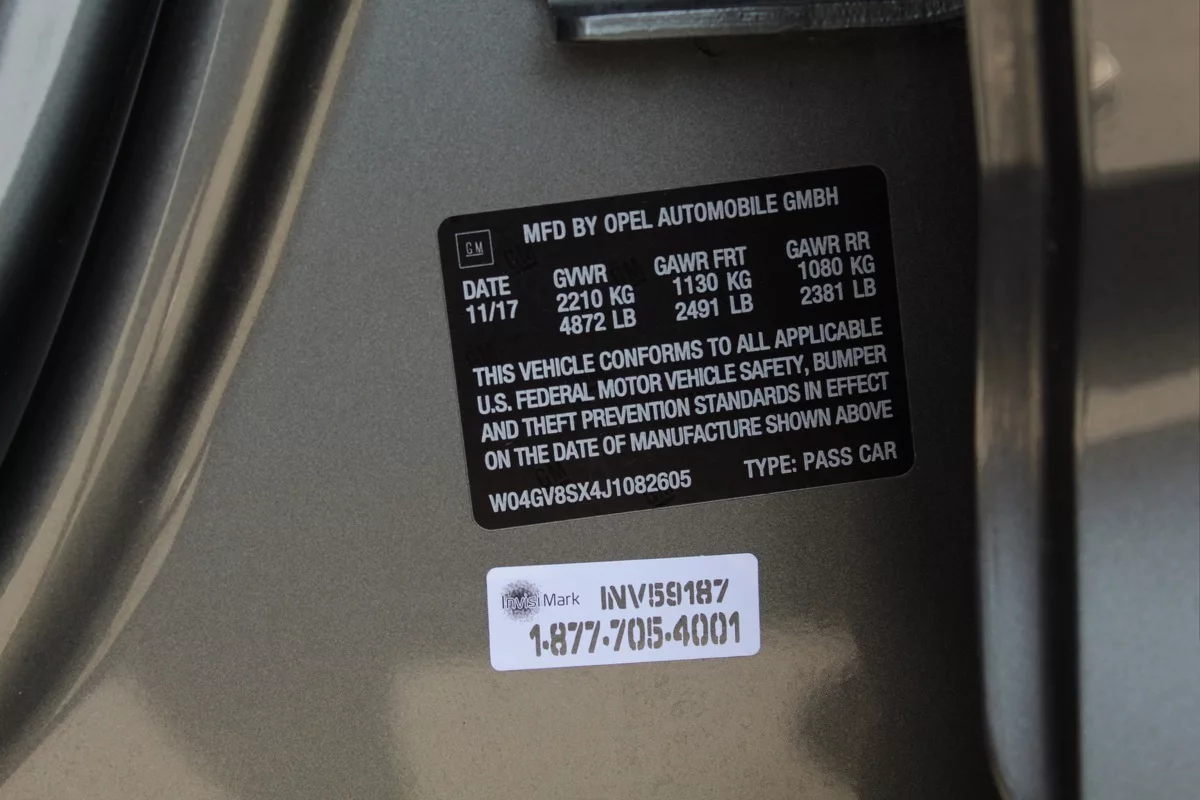 GM
MFD BY OPEL AUTOMOBILE GMBH
DATE GVWR GAWR FRT GAWR RR
11/17 2210 KG 1130 KG 1080 KG
4872 LB 2491 LB 2381 LB
THIS VEHICLE CONFORMS TO ALL APPLICABLE
U.S. FEDERAL MOTOR VEHICLE SAFETY, BUMPER
AND THEFT PREVENTION STANDARDS IN EFFECT
ON THE DATE OF MANUFACTURE SHOWN ABOVE
W04GV8SX4J1082605 TYPE: PASS CAR
InvisiMark INV59187
1-877-705-4001